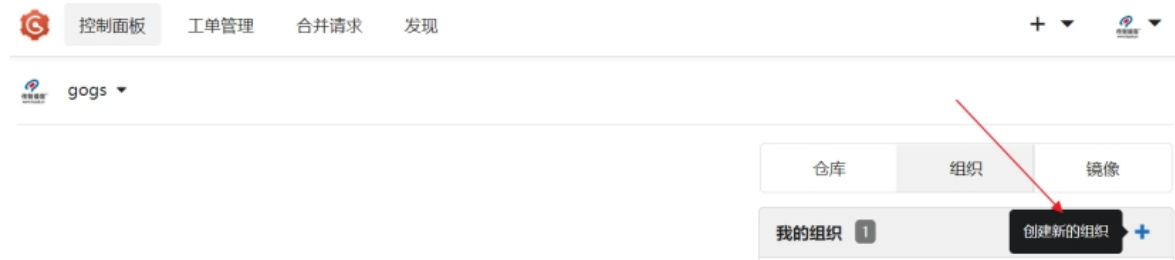 控制面板 工单管理 合并请求 发现
gogs
仓库 组织 镜像
我的组织 1 创建新的组织